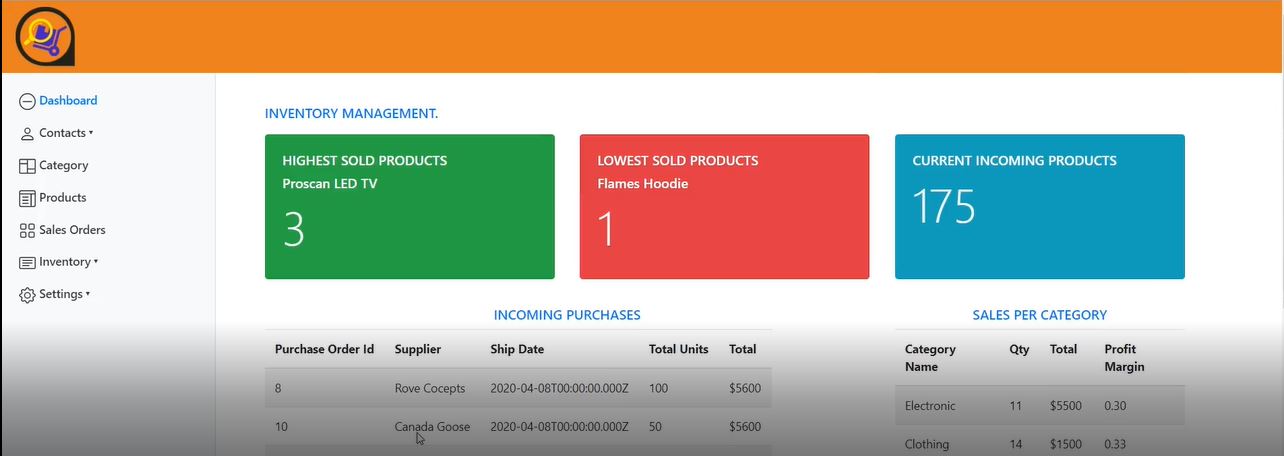 Dashboard
Contacts
Category
Products
Sales Orders
Inventory
Settings
INVENTORY MANAGEMENT.
HIGHEST SOLD PRODUCTS
Proscan LED TV
3
LOWEST SOLD PRODUCTS
Flames Hoodie
1
CURRENT INCOMING PRODUCTS
175
INCOMING PURCHASES
Purchase Order Id Supplier Ship Date Total Units Total
8 Rove Cocepts 2020-04-08T00:00:00.000Z 100 $5600
10 Canada Goose 2020-04-08T00:00:00.000Z 50 $5600
SALES PER CATEGORY
Category Name Qty Total Profit Margin
Electronic 11 $5500 0.30
Clothing 14 $1500 0.33